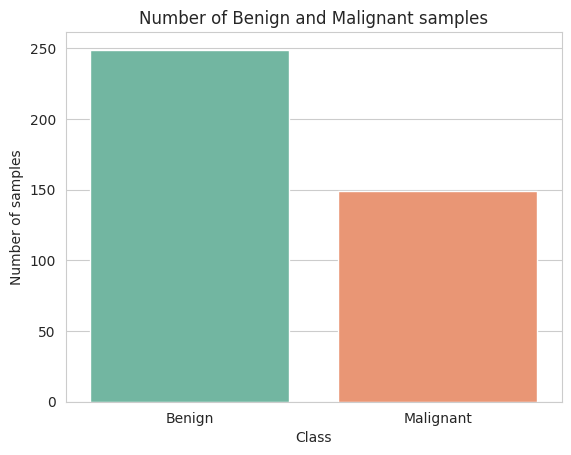 Number of Benign and Malignant samples
250
200
150
100
50
0
Number of samples
Benign
Malignant
Class